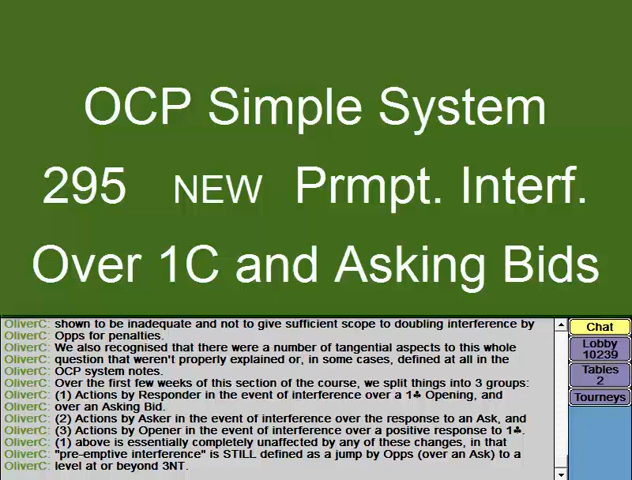 OCP Simple System
295 NEW Prmpt. Interf.
Over 1C and Asking Bids
OliverC: shown to be inadequate and not to give sufficient scope to doubling interference by
OliverC: Opps for penalties.
OliverC: We also recognised that there were a number of tangential aspects to this whole
OliverC: question that weren't properly explained or, in some cases, defined at all in the
OliverC: OCP system notes.
OliverC: Over the first few weeks of this section of the course, we split things into 3 groups:
OliverC: (1) Actions by Responder in the event of interference over a 1♣ Opening, and
OliverC: over an Asking Bid.
OliverC: (2) Actions by Asker in the event of interference over the response to an Ask, and
OliverC: (3) Actions by Opener in the event of interference over a positive response to 1♣.
OliverC: (1) above is essentially completely unaffected by any of these changes, in that
OliverC: "pre-emptive interference" is STILL defined as a jump by Opps (over an Ask) to a
OliverC: level at or beyond 3NT.
Chat
Lobby
10239
Tables
2
Tourneys